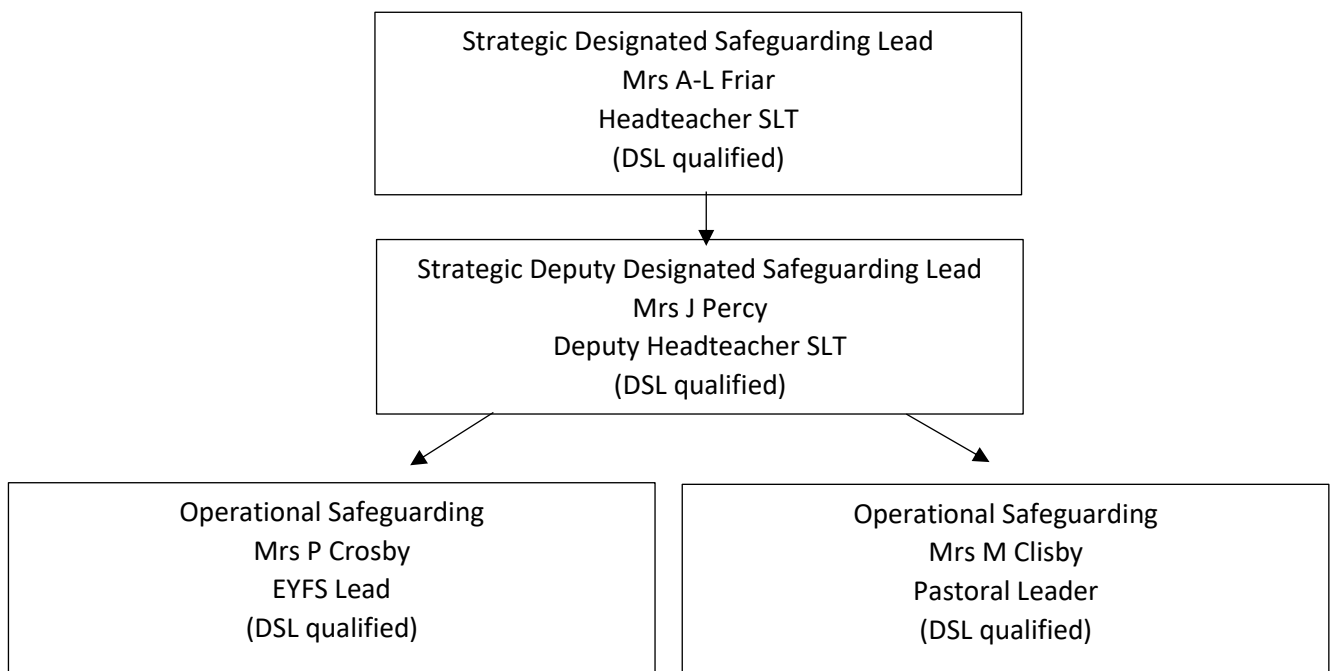 Strategic Designated Safeguarding Lead
Mrs A-L Friar
Headteacher SLT
(DSL qualified)
Strategic Deputy Designated Safeguarding Lead
Mrs J Percy
Deputy Headteacher SLT
(DSL qualified)
Operational Safeguarding
Mrs P Crosby
EYFS Lead
(DSL qualified)
Operational Safeguarding
Mrs M Clisby
Pastoral Leader
(DSL qualified)